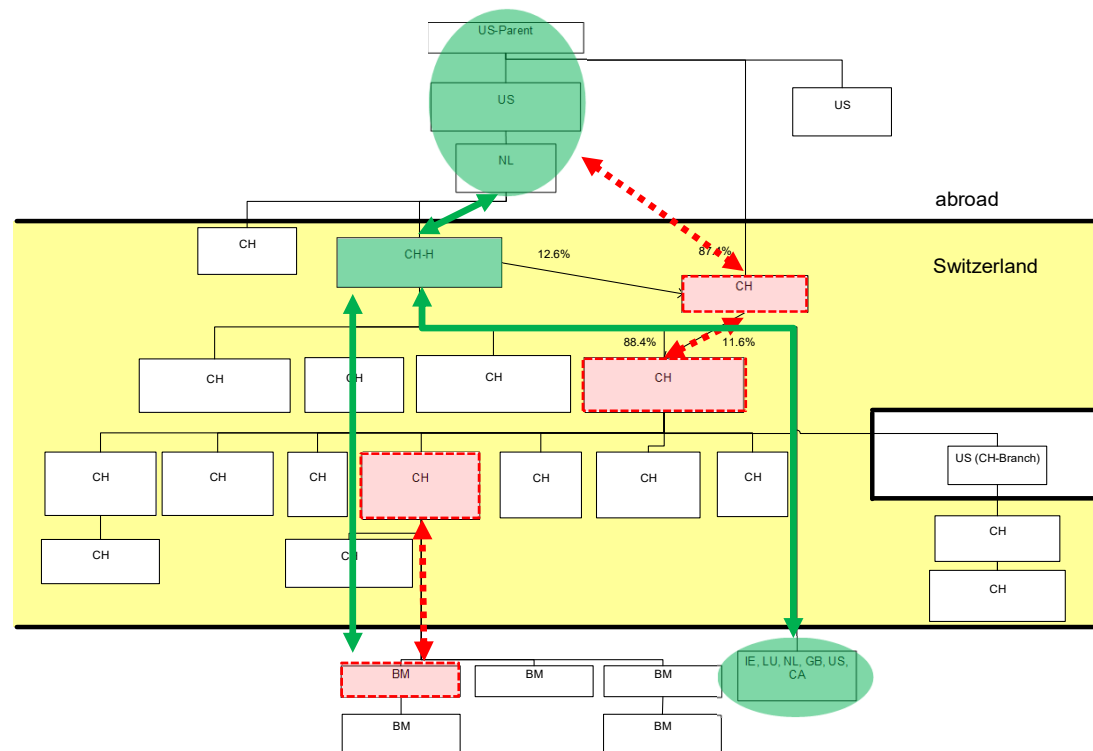 US-Parent
US
US
NL
abroad
CH
CH-H
12.6%
87.4%
Switzerland
CH
88.4%
11.6%
CH
CH
CH
CH
CH
CH
CH
CH
CH
CH
CH
US (CH-Branch)
CH
CH
CH
CH
BM
BM
BM
IE, LU, NL, GB, US,
CA
BM
BM